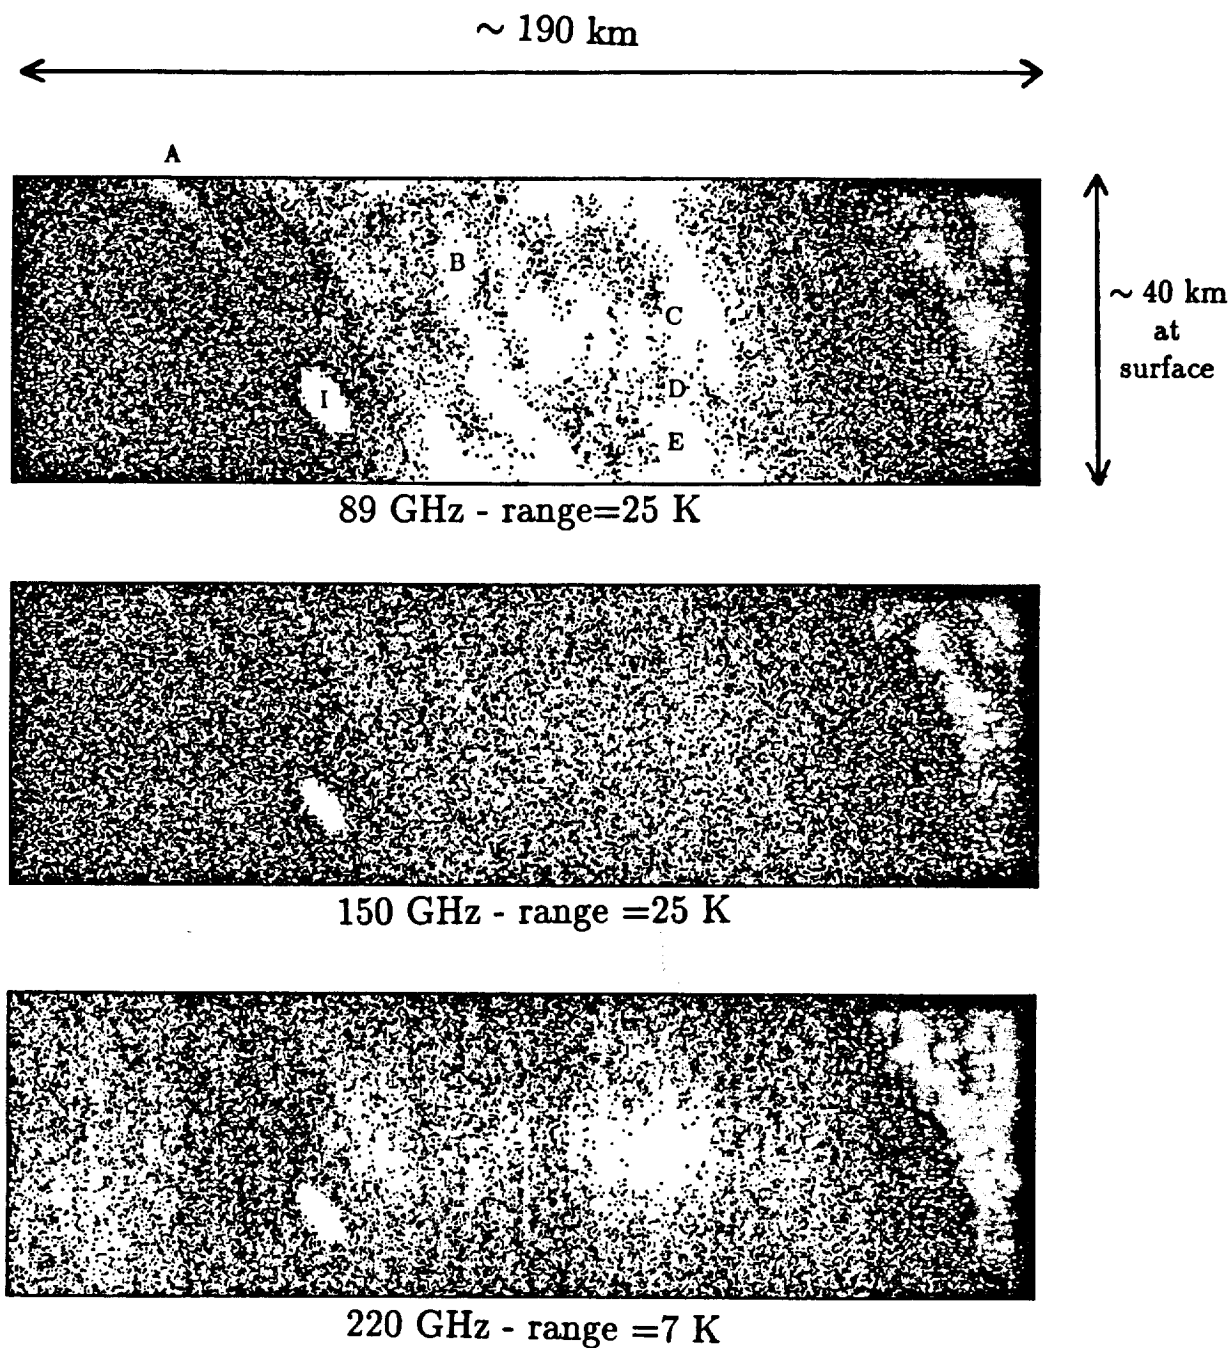 ~ 190 km
A
B
C
~ 40 km
at
surface
I
D
E
89 GHz - range=25 K
150 GHz - range =25 K
220 GHz - range =7 K